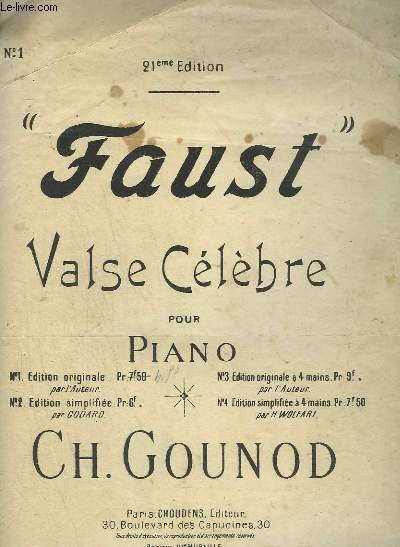 www.le-livre.com
N°1
21ème Edition
"Faust"
Valse Célèbre
POUR
PIANO
N°1. Edition originale Pr. 7f50
par l'Auteur.
N°2. Edition simplifiée Pr. 6f.
par GODARD.
N°3 Edition originale à 4 mains. Pr. 9f.
par l'Auteur.
N°4 Edition simplifiée à 4 mains. Pr. 7f50
par H. WOLFART.
CH. GOUNOD
Paris, CHOUDENS, Editeur,
30, Boulevard des Capucines, 30